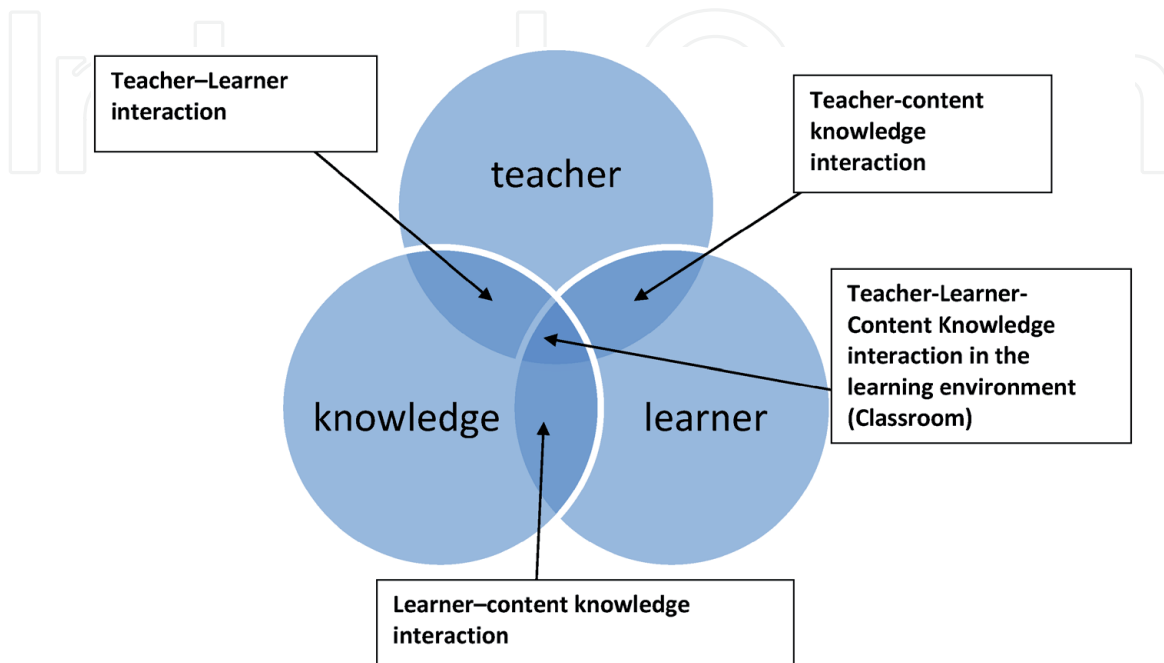 Teacher–Learner
interaction
Teacher-content
knowledge
interaction
teacher
Teacher-Learner-
Content Knowledge
interaction in the
learning environment
(Classroom)
knowledge
learner
Learner–content knowledge
interaction